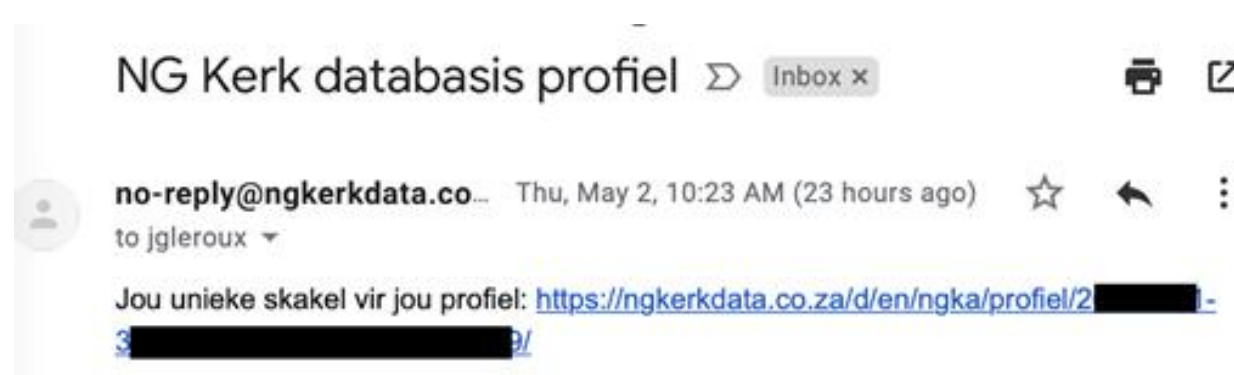 NG Kerk databasis profiel Inbox ×
no-reply@ngkerkdata.co... Thu, May 2, 10:23 AM (23 hours ago)
to jgleroux
Jou unieke skakel vir jou profiel: https://ngkerkdata.co.za/d/en/ngka/profiel/2 1-
3 9/